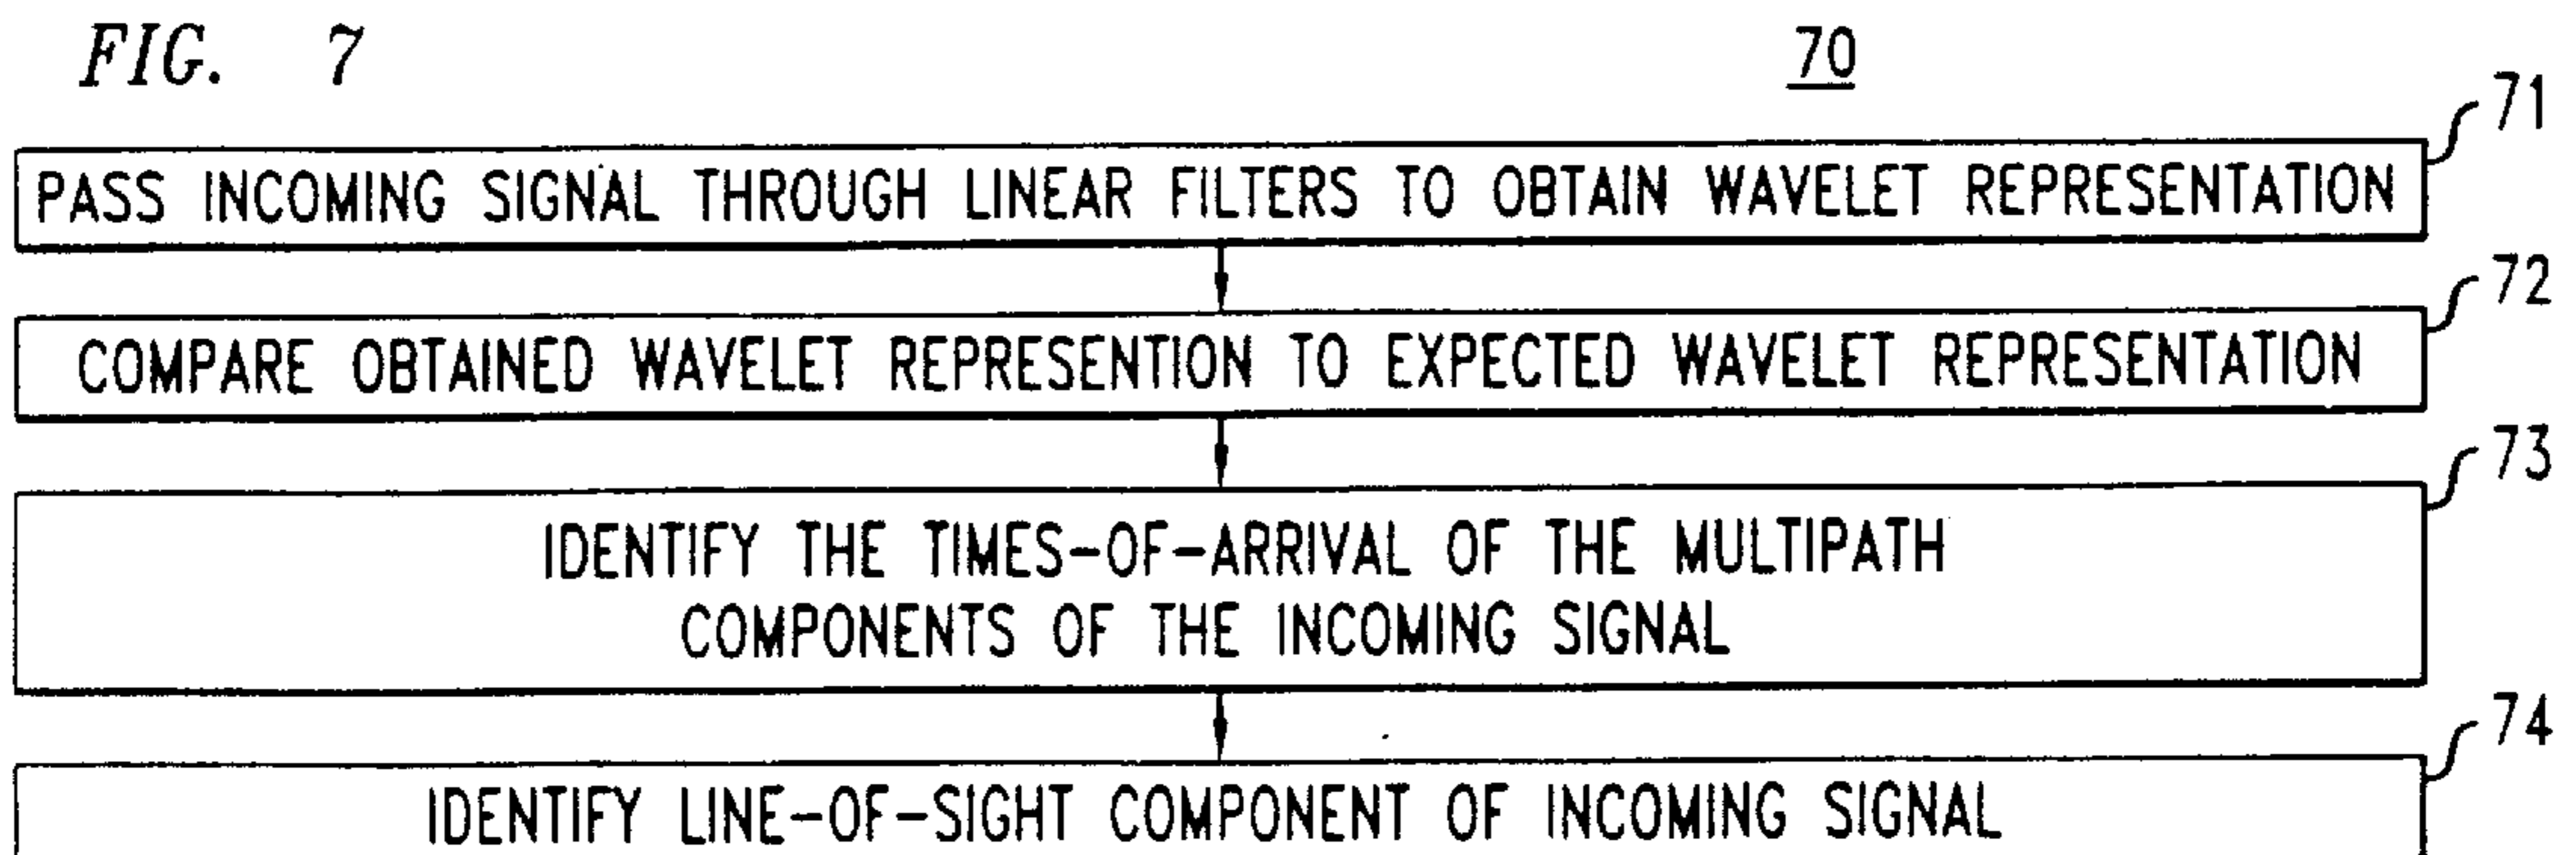 FIG. 7
70
71
PASS INCOMING SIGNAL THROUGH LINEAR FILTERS TO OBTAIN WAVELET REPRESENTATION
72
COMPARE OBTAINED WAVELET REPRESENTION TO EXPECTED WAVELET REPRESENTATION
73
IDENTIFY THE TIMES-OF-ARRIVAL OF THE MULTIPATH
COMPONENTS OF THE INCOMING SIGNAL
74
IDENTIFY LINE-OF-SIGHT COMPONENT OF INCOMING SIGNAL